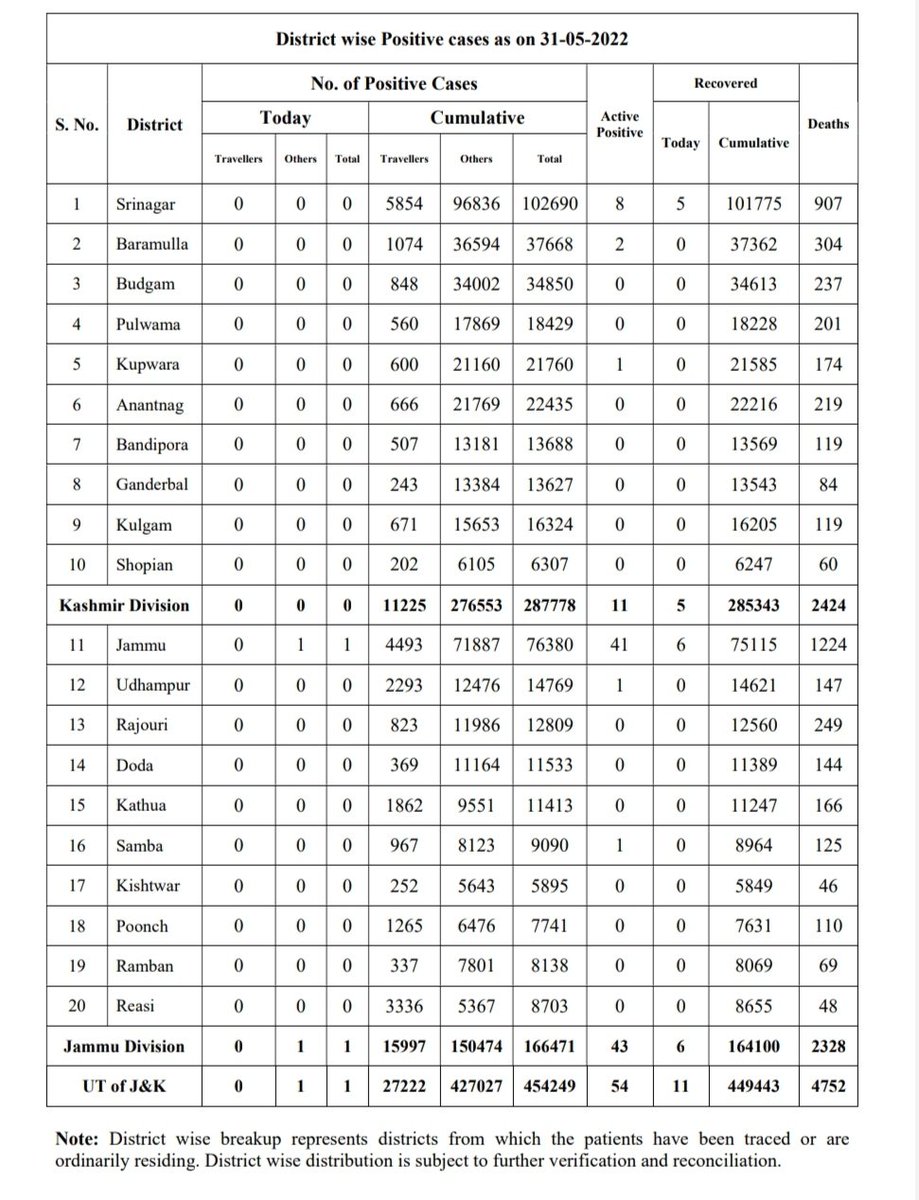 District wise Positive cases as on 31-05-2022
S. No. District No. of Positive Cases Active Positive Recovered Deaths
Today Cumulative Today Cumulative
Travellers Others Total Travellers Others Total
1 Srinagar 0 0 0 5854 96836 102690 8 5 101775 907
2 Baramulla 0 0 0 1074 36594 37668 2 0 37362 304
3 Budgam 0 0 0 848 34002 34850 0 0 34613 237
4 Pulwama 0 0 0 560 17869 18429 0 0 18228 201
5 Kupwara 0 0 0 600 21160 21760 1 0 21585 174
6 Anantnag 0 0 0 666 21769 22435 0 0 22216 219
7 Bandipora 0 0 0 507 13181 13688 0 0 13569 119
8 Ganderbal 0 0 0 243 13384 13627 0 0 13543 84
9 Kulgam 0 0 0 671 15653 16324 0 0 16205 119
10 Shopian 0 0 0 202 6105 6307 0 0 6247 60
Kashmir Division 0 0 0 11225 276553 287778 11 5 285343 2424
11 Jammu 0 1 1 4493 71887 76380 41 6 75115 1224
12 Udhampur 0 0 0 2293 12476 14769 1 0 14621 147
13 Rajouri 0 0 0 823 11986 12809 0 0 12560 249
14 Doda 0 0 0 369 11164 11533 0 0 11389 144
15 Kathua 0 0 0 1862 9551 11413 0 0 11247 166
16 Samba 0 0 0 967 8123 9090 1 0 8964 125
17 Kishtwar 0 0 0 252 5643 5895 0 0 5849 46
18 Poonch 0 0 0 1265 6476 7741 0 0 7631 110
19 Ramban 0 0 0 337 7801 8138 0 0 8069 69
20 Reasi 0 0 0 3336 5367 8703 0 0 8655 48
Jammu Division 0 1 1 15997 150474 166471 43 6 164100 2328
UT of J&K 0 1 1 27222 427027 454249 54 11 449443 4752
Note: District wise breakup represents districts from which the patients have been traced or are
ordinarily residing. District wise distribution is subject to further verification and reconciliation.